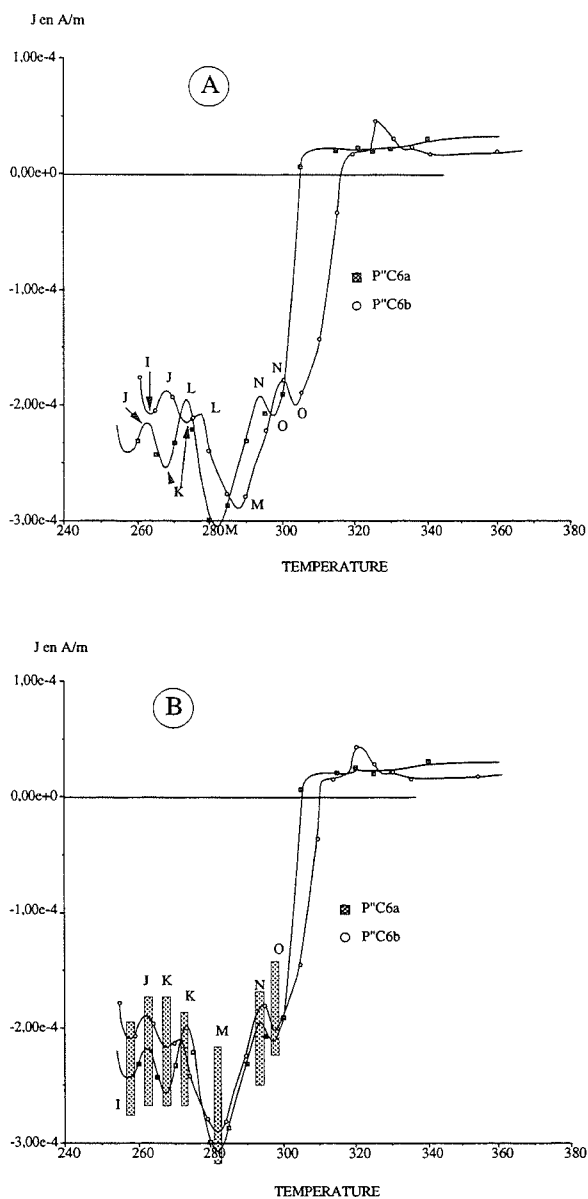 J en A/m
A
1,00e-4
0,00e+0
-1,00e-4
-2,00e-4
-3,00e-4
P"C6a
P"C6b
I
J
J
L
L
K
M
M
N
N
O
O
240 260 280 300 320 340 360 380
TEMPERATURE
J en A/m
B
1,00e-4
0,00e+0
-1,00e-4
-2,00e-4
-3,00e-4
P"C6a
P"C6b
I
J
K
K
M
N
O
240 260 280 300 320 340 360 380
TEMPERATURE